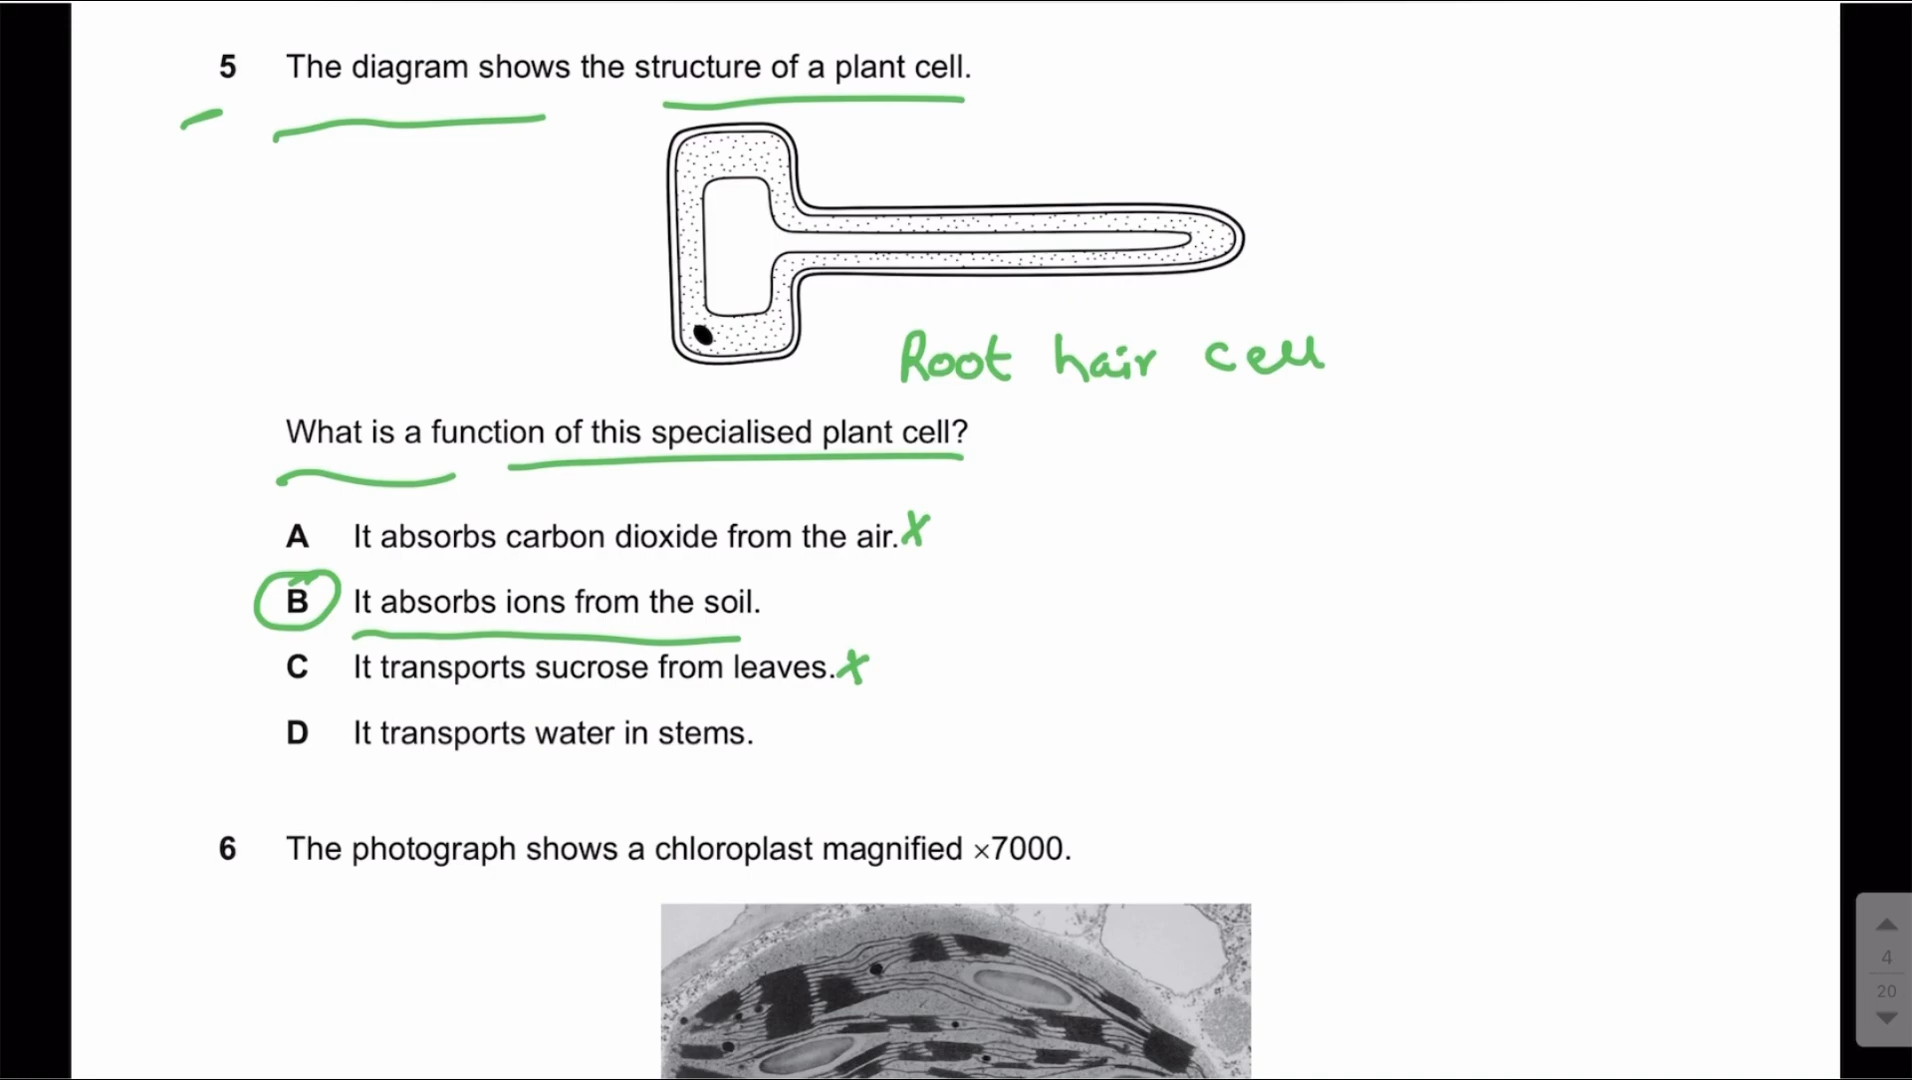 5 The diagram shows the structure of a plant cell.
Root hair cell
What is a function of this specialised plant cell?
A It absorbs carbon dioxide from the air. X
B It absorbs ions from the soil.
C It transports sucrose from leaves. X
D It transports water in stems.
6 The photograph shows a chloroplast magnified ×7000.
4
20